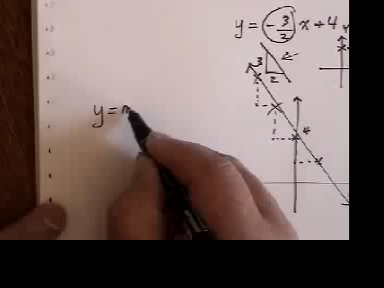 y = -3/2 x + 4
3
2
4
y = m